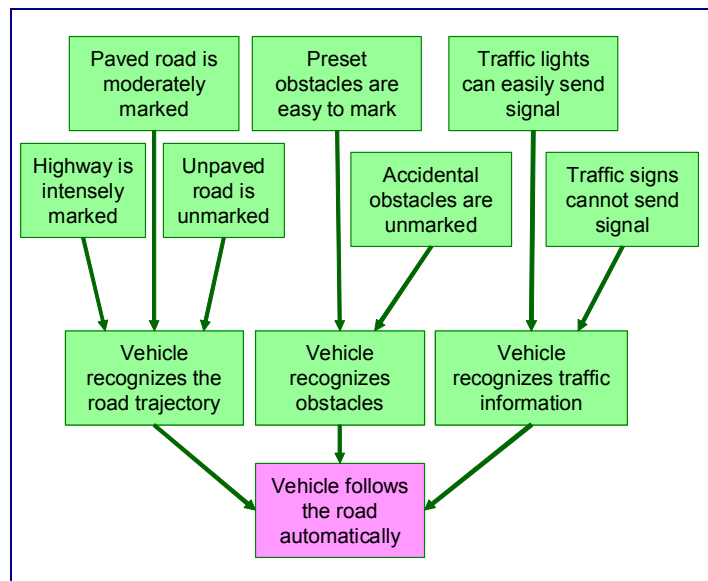 Paved road is
moderately
marked
Preset
obstacles are
easy to mark
Traffic lights
can easily send
signal
Highway is
intensely
marked
Unpaved
road is
unmarked
Accidental
obstacles are
unmarked
Traffic signs
cannot send
signal
Vehicle
recognizes the
road trajectory
Vehicle
recognizes
obstacles
Vehicle
recognizes traffic
information
Vehicle follows
the road
automatically